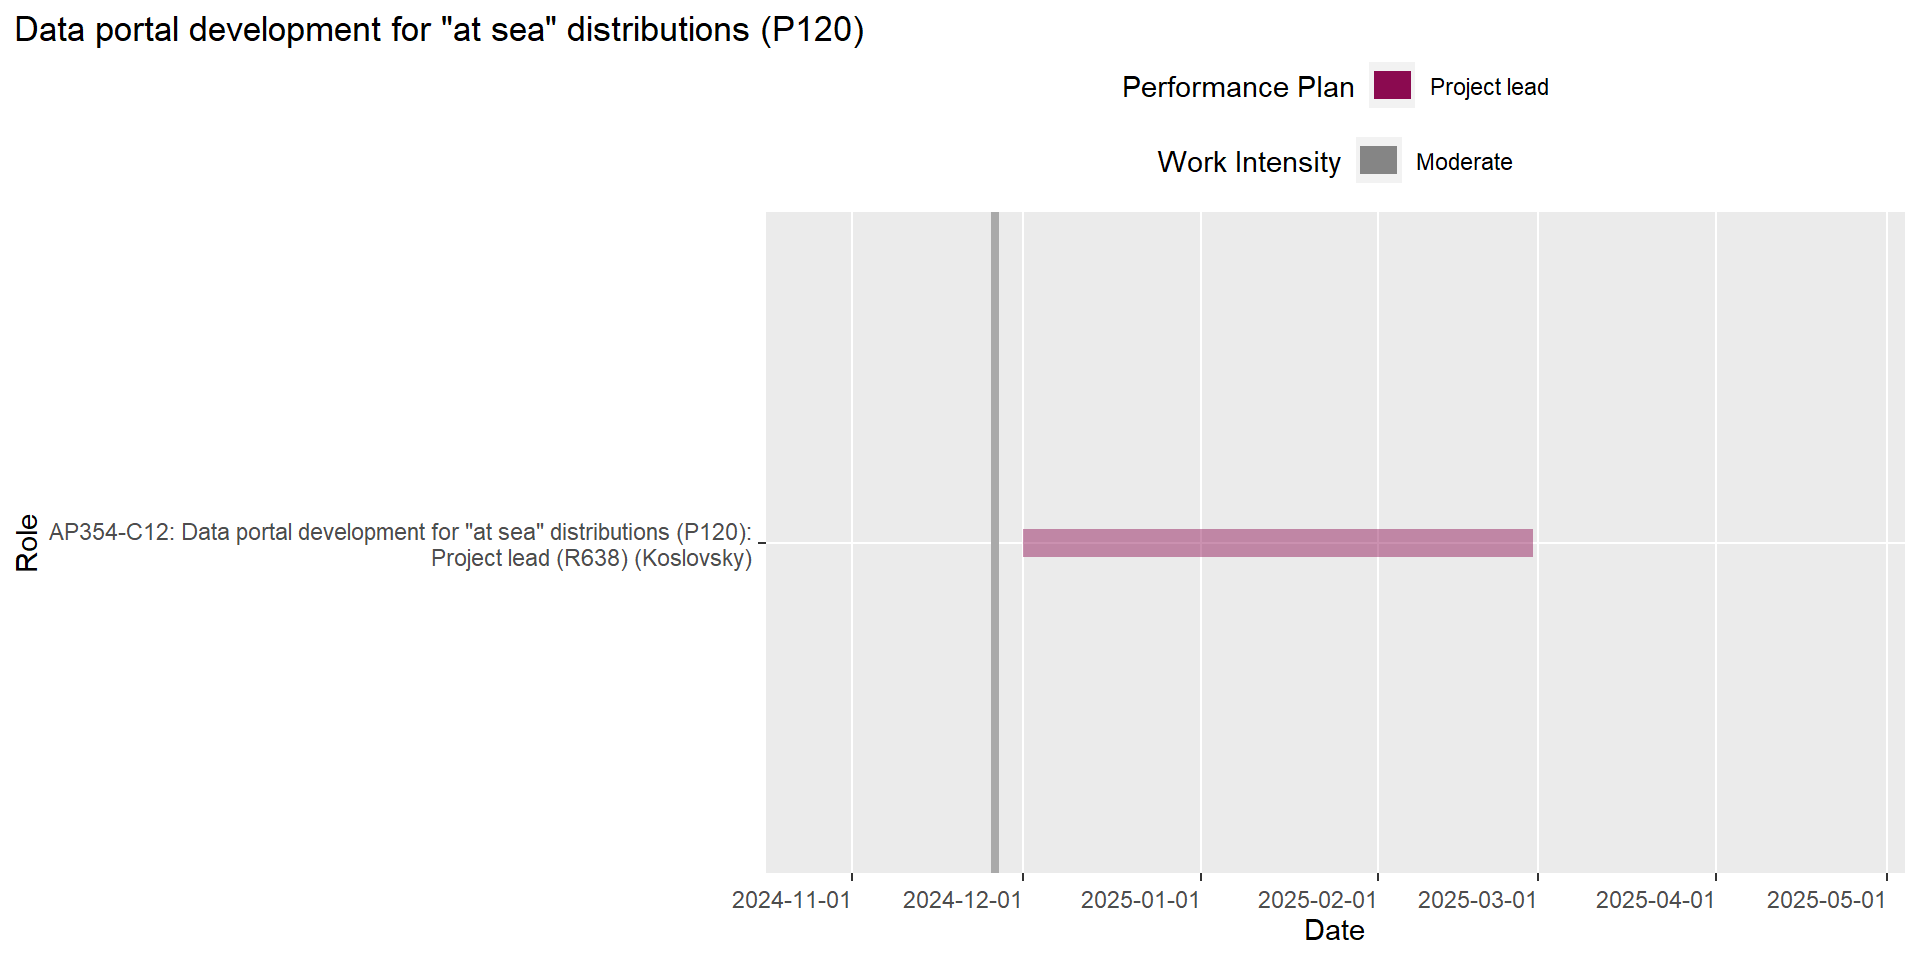 Data portal development for "at sea" distributions (P120)
Performance Plan Project lead
Work Intensity Moderate
Role
AP354-C12: Data portal development for "at sea" distributions (P120):
Project lead (R638) (Koslovsky)
2024-11-01 2024-12-01 2025-01-01 2025-02-01 2025-03-01 2025-04-01 2025-05-01
Date